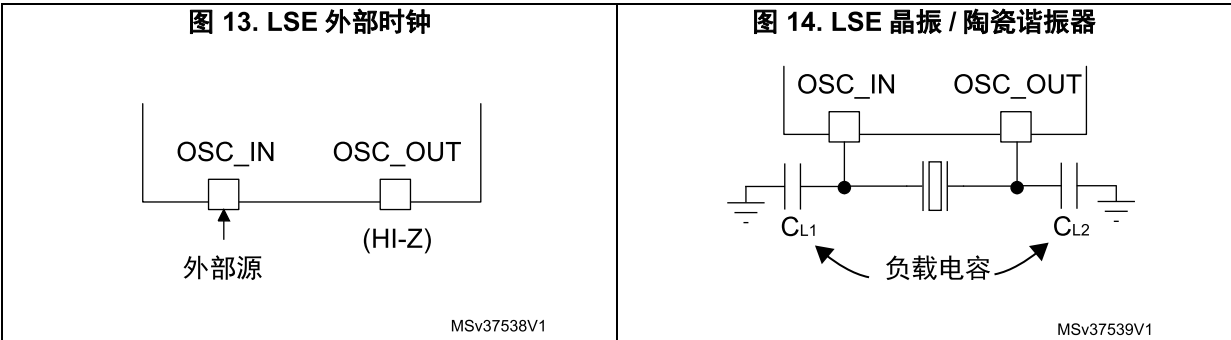 图 13. LSE 外部时钟
OSC_IN OSC_OUT
(HI-Z)
外部源
MSv37538V1
图 14. LSE 晶振 / 陶瓷谐振器
OSC_IN OSC_OUT
CL1 CL2
负载电容
MSv37539V1